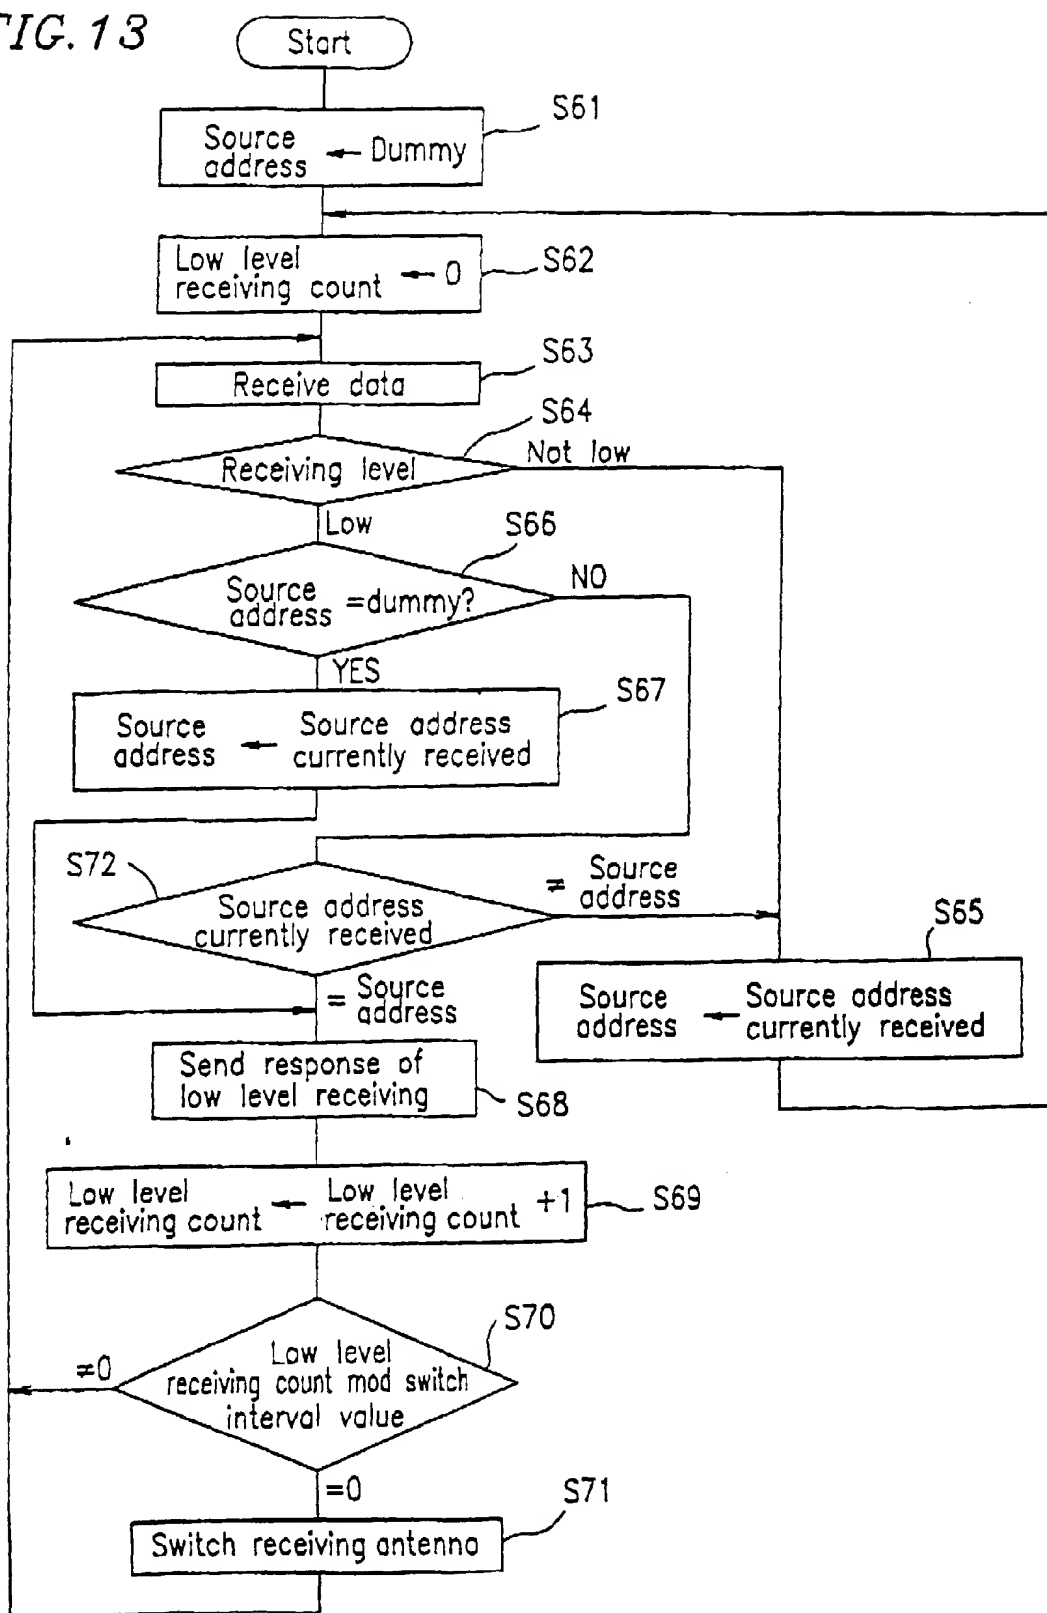 FIG. 13
Start
S61
Source address ← Dummy
S62
Low level receiving count ← 0
S63
Receive data
S64
Receiving level
Not low
Low
S66
Source address =dummy?
NO
YES
S67
Source address ← Source address currently received
S72
Source address currently received
≠ Source address
S65
Source address ← Source address currently received
= Source address
Send response of low level receiving
S68
Low level receiving count ← Low level receiving count +1
S69
S70
Low level
receiving count mod switch
interval value
≠0
=0
S71
Switch receiving antenna